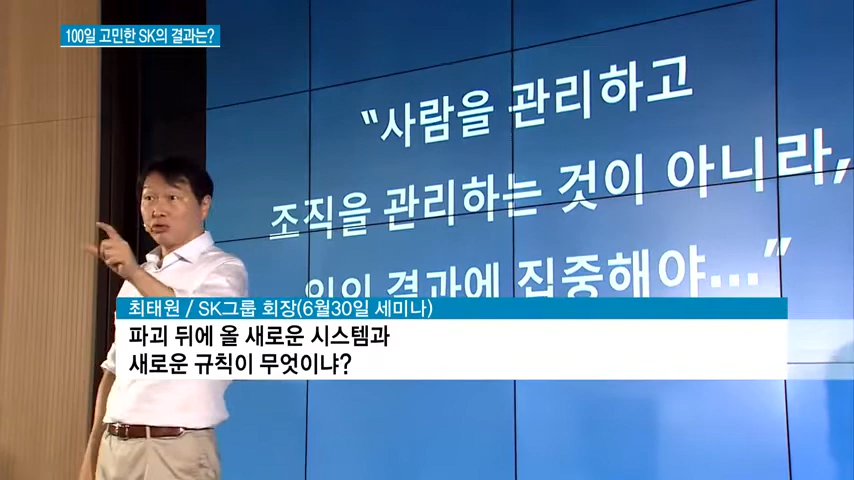 100일 고민한 SK의 결과는?
“사람을 관리하고
조직을 관리하는 것이 아니라,
일의 결과에 집중해야...”
최태원 / SK그룹 회장(6월30일 세미나)
파괴 뒤에 올 새로운 시스템과
새로운 규칙이 무엇이냐?